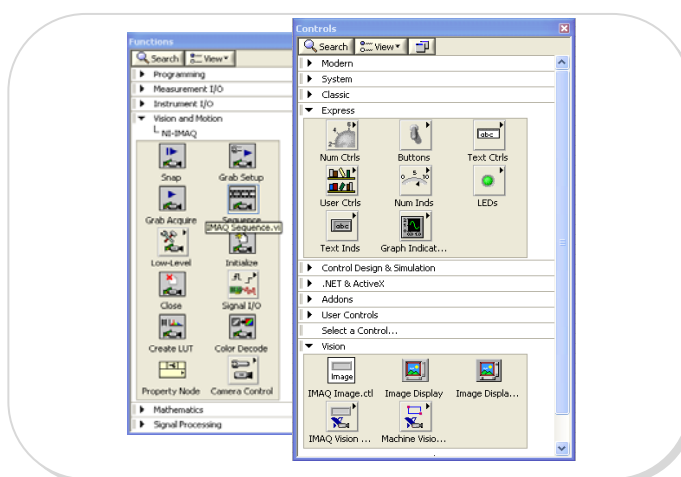 Functions
Search View
Programming
Measurement I/O
Instrument I/O
Vision and Motion
NI-IMAQ
Snap Grab Setup
Grab Acquire Sequence
IMAQ Sequence.vi
Low-Level Initialize
Close Signal I/O
Create LUT Color Decode
Property Node Camera Control
Mathematics
Signal Processing
Controls
Search View
Modern
System
Classic
Express
Num Ctrls Buttons Text Ctrls
User Ctrls Num Inds LEDs
Text Inds Graph Indicat...
Control Design & Simulation
.NET & ActiveX
Addons
User Controls
Select a Control...
Vision
Image
IMAQ Image.ctl Image Display Image Displa...
IMAQ Vision ... Machine Visio...